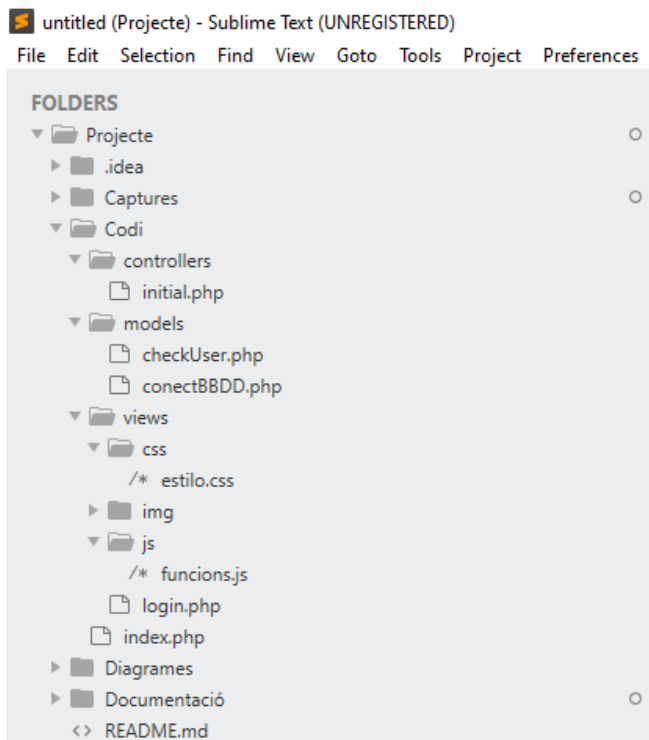 untitled (Projecte) - Sublime Text (UNREGISTERED)
File Edit Selection Find View Goto Tools Project Preferences
FOLDERS
Projecte
.idea
Captures
Codi
controllers
initial.php
models
checkUser.php
conectBBDD.php
views
css
/* estilo.css
img
js
/* funcions.js
login.php
index.php
Diagrames
Documentació
<> README.md